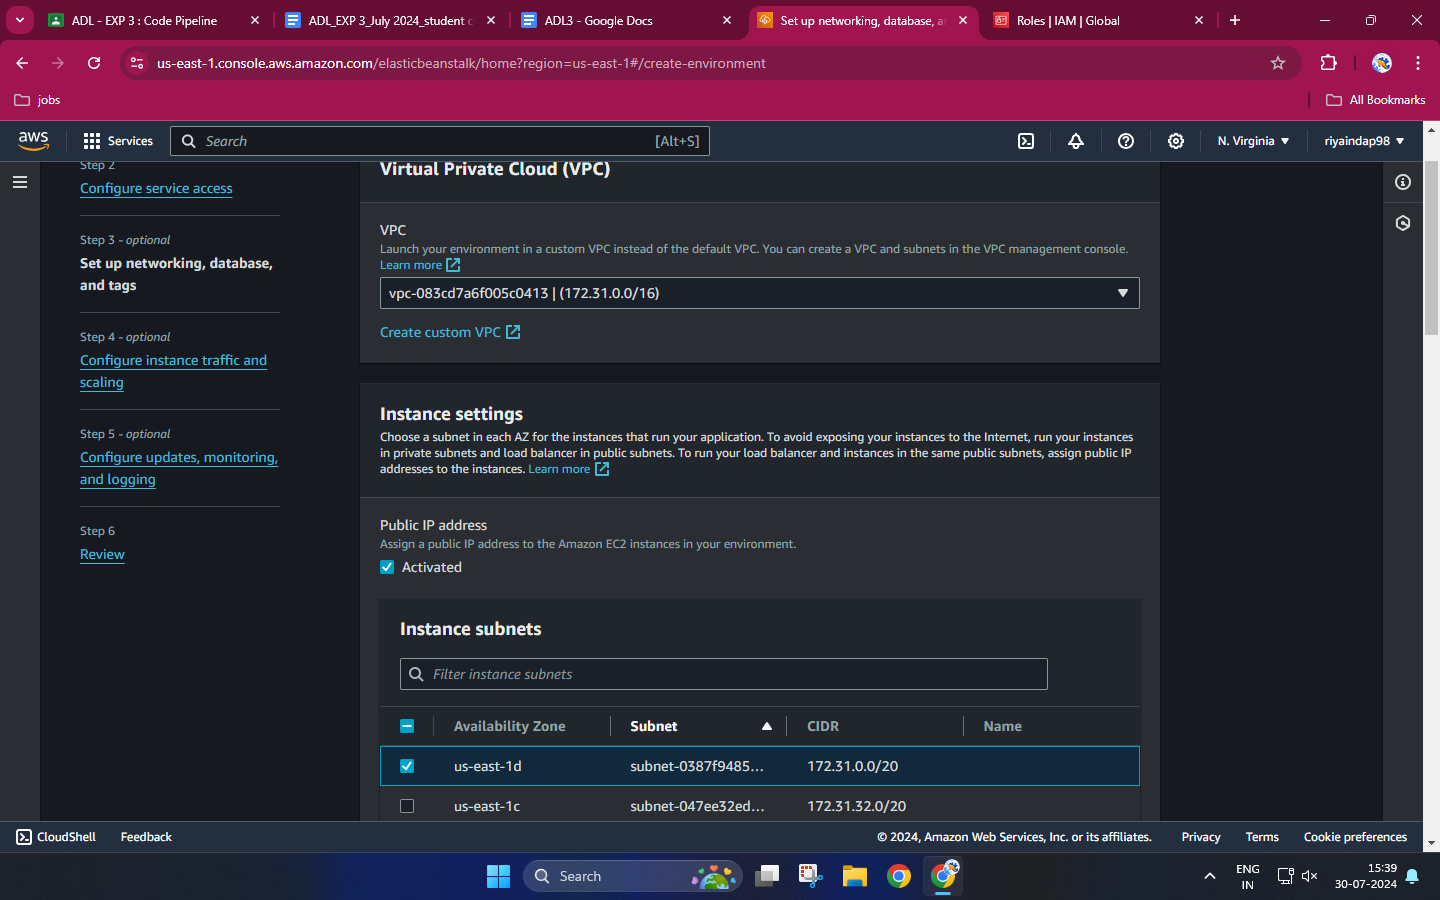 ADL - EXP 3 : Code Pipeline
ADL_EXP 3_July 2024_student c
ADL3 - Google Docs
Set up networking, database, a
Roles | IAM | Global
us-east-1.console.aws.amazon.com/elasticbeanstalk/home?region=us-east-1#/create-environment
jobs
All Bookmarks
aws
Services
Search
[Alt+S]
N. Virginia
riyaindap98
Step 2
Configure service access
Step 3 - optional
Set up networking, database,
and tags
Step 4 - optional
Configure instance traffic and
scaling
Step 5 - optional
Configure updates, monitoring,
and logging
Step 6
Review
Virtual Private Cloud (VPC)
VPC
Launch your environment in a custom VPC instead of the default VPC. You can create a VPC and subnets in the VPC management console.
Learn more
vpc-083cd7a6f005c0413 | (172.31.0.0/16)
Create custom VPC
Instance settings
Choose a subnet in each AZ for the instances that run your application. To avoid exposing your instances to the Internet, run your instances
in private subnets and load balancer in public subnets. To run your load balancer and instances in the same public subnets, assign public IP
addresses to the instances. Learn more
Public IP address
Assign a public IP address to the Amazon EC2 instances in your environment.
Activated
Instance subnets
Filter instance subnets
Availability Zone Subnet CIDR Name
us-east-1d subnet-0387f9485... 172.31.0.0/20
us-east-1c subnet-047ee32ed... 172.31.32.0/20
CloudShell
Feedback
© 2024, Amazon Web Services, Inc. or its affiliates.
Privacy
Terms
Cookie preferences
Search
ENG
IN
15:39
30-07-2024